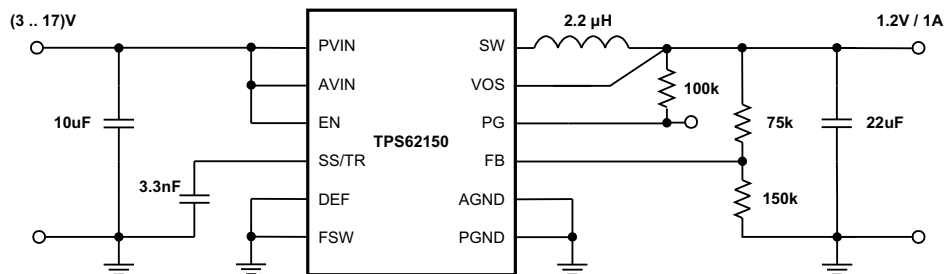 (3 .. 17)V
2.2 µH
1.2V / 1A
PVIN
SW
AVIN
VOS
100k
10uF
EN
PG
TPS62150
75k
22uF
SS/TR
FB
3.3nF
DEF
AGND
150k
FSW
PGND